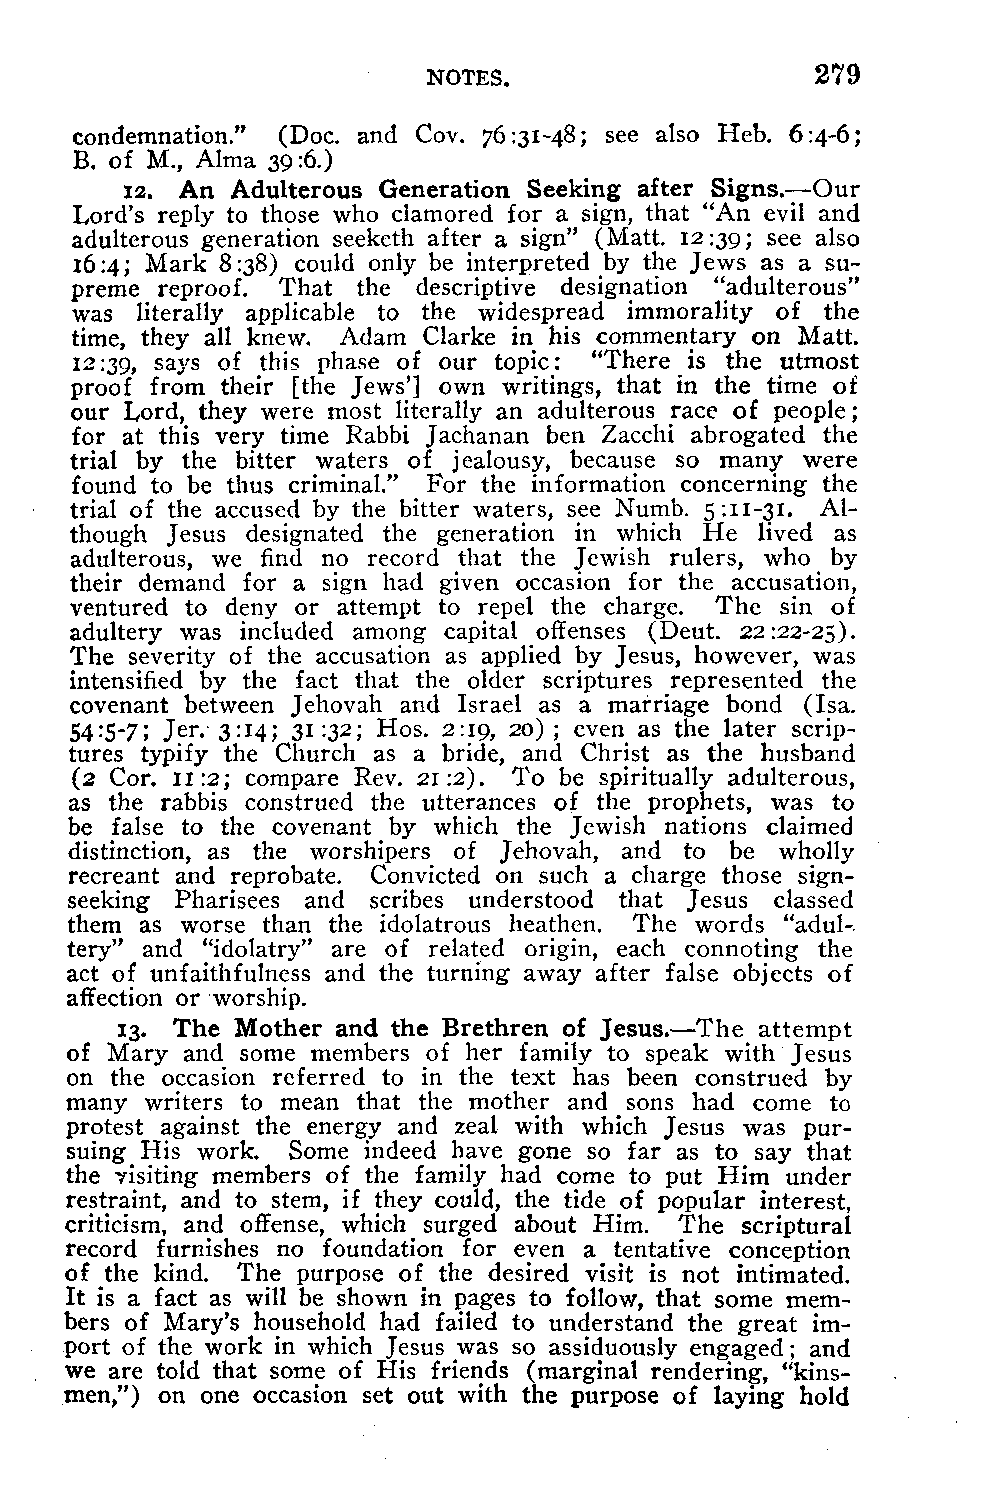 NOTES. 279
condemnation.” (Doc. and Cov. 76:31-48; see also Heb. 6:4-6;
B. of M., Alma 39:6.)
12. An Adulterous Generation Seeking after Signs.—Our
Lord’s reply to those who clamored for a sign, that “An evil and
adulterous generation seeketh after a sign” (Matt. 12:39; see also
16:4; Mark 8:38) could only be interpreted by the Jews as a su-
preme reproof. That the descriptive designation “adulterous”
was literally applicable to the widespread immorality of the
time, they all knew. Adam Clarke in his commentary on Matt.
12:39, says of this phase of our topic: “There is the utmost
proof from their [the Jews’] own writings, that in the time of
our Lord, they were most literally an adulterous race of people;
for at this very time Rabbi Jachanan ben Zacchi abrogated the
trial by the bitter waters of jealousy, because so many were
found to be thus criminal.” For the information concerning the
trial of the accused by the bitter waters, see Numb. 5:11-31. Al-
though Jesus designated the generation in which He lived as
adulterous, we find no record that the Jewish rulers, who by
their demand for a sign had given occasion for the accusation,
ventured to deny or attempt to repel the charge. The sin of
adultery was included among capital offenses (Deut. 22:22-25).
The severity of the accusation as applied by Jesus, however, was
intensified by the fact that the older scriptures represented the
covenant between Jehovah and Israel as a marriage bond (Isa.
54:5-7; Jer. 3:14; 31:32; Hos. 2:19, 20); even as the later scrip-
tures typify the Church as a bride, and Christ as the husband
(2 Cor. 11:2; compare Rev. 21:2). To be spiritually adulterous,
as the rabbis construed the utterances of the prophets, was to
be false to the covenant by which the Jewish nations claimed
distinction, as the worshipers of Jehovah, and to be wholly
recreant and reprobate. Convicted on such a charge those sign-
seeking Pharisees and scribes understood that Jesus classed
them as worse than the idolatrous heathen. The words “adul-
tery” and “idolatry” are of related origin, each connoting the
act of unfaithfulness and the turning away after false objects of
affection or worship.
13. The Mother and the Brethren of Jesus.—The attempt
of Mary and some members of her family to speak with Jesus
on the occasion referred to in the text has been construed by
many writers to mean that the mother and sons had come to
protest against the energy and zeal with which Jesus was pur-
suing His work. Some indeed have gone so far as to say that
the visiting members of the family had come to put Him under
restraint, and to stem, if they could, the tide of popular interest,
criticism, and offense, which surged about Him. The scriptural
record furnishes no foundation for even a tentative conception
of the kind. The purpose of the desired visit is not intimated.
It is a fact as will be shown in pages to follow, that some mem-
bers of Mary’s household had failed to understand the great im-
port of the work in which Jesus was so assiduously engaged; and
we are told that some of His friends (marginal rendering, “kins-
men,”) on one occasion set out with the purpose of laying hold